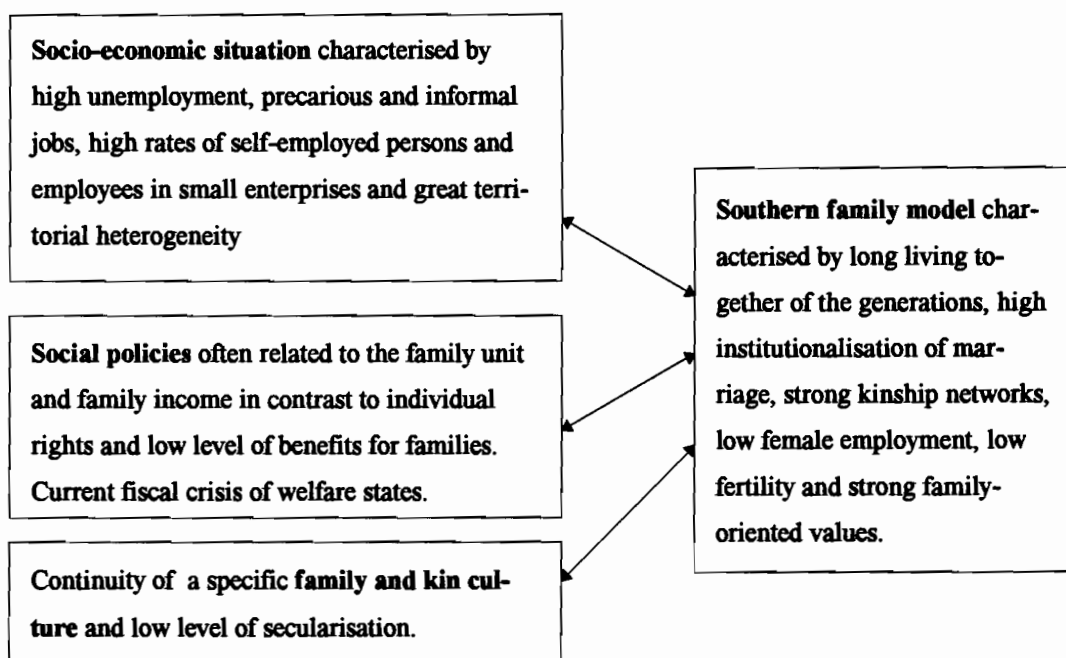 Socio-economic situation characterised by
high unemployment, precarious and informal
jobs, high rates of self-employed persons and
employees in small enterprises and great terri-
torial heterogeneity
Social policies often related to the family unit
and family income in contrast to individual
rights and low level of benefits for families.
Current fiscal crisis of welfare states.
Continuity of a specific family and kin cul-
ture and low level of secularisation.
Southern family model char-
acterised by long living to-
gether of the generations, high
institutionalisation of mar-
riage, strong kinship networks,
low female employment, low
fertility and strong family-
oriented values.